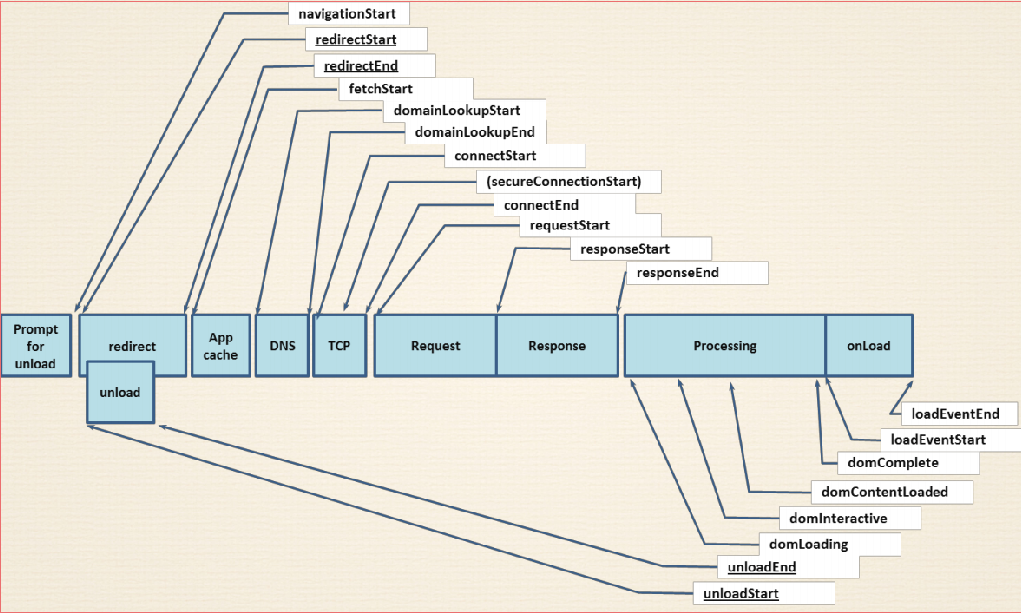 navigationStart
redirectStart
redirectEnd
fetchStart
domainLookupStart
domainLookupEnd
connectStart
(secureConnectionStart)
connectEnd
requestStart
responseStart
responseEnd
Prompt
for
unload
redirect
unload
App
cache
DNS
TCP
Request
Response
Processing
onLoad
loadEventEnd
loadEventStart
domComplete
domContentLoaded
domInteractive
domLoading
unloadEnd
unloadStart